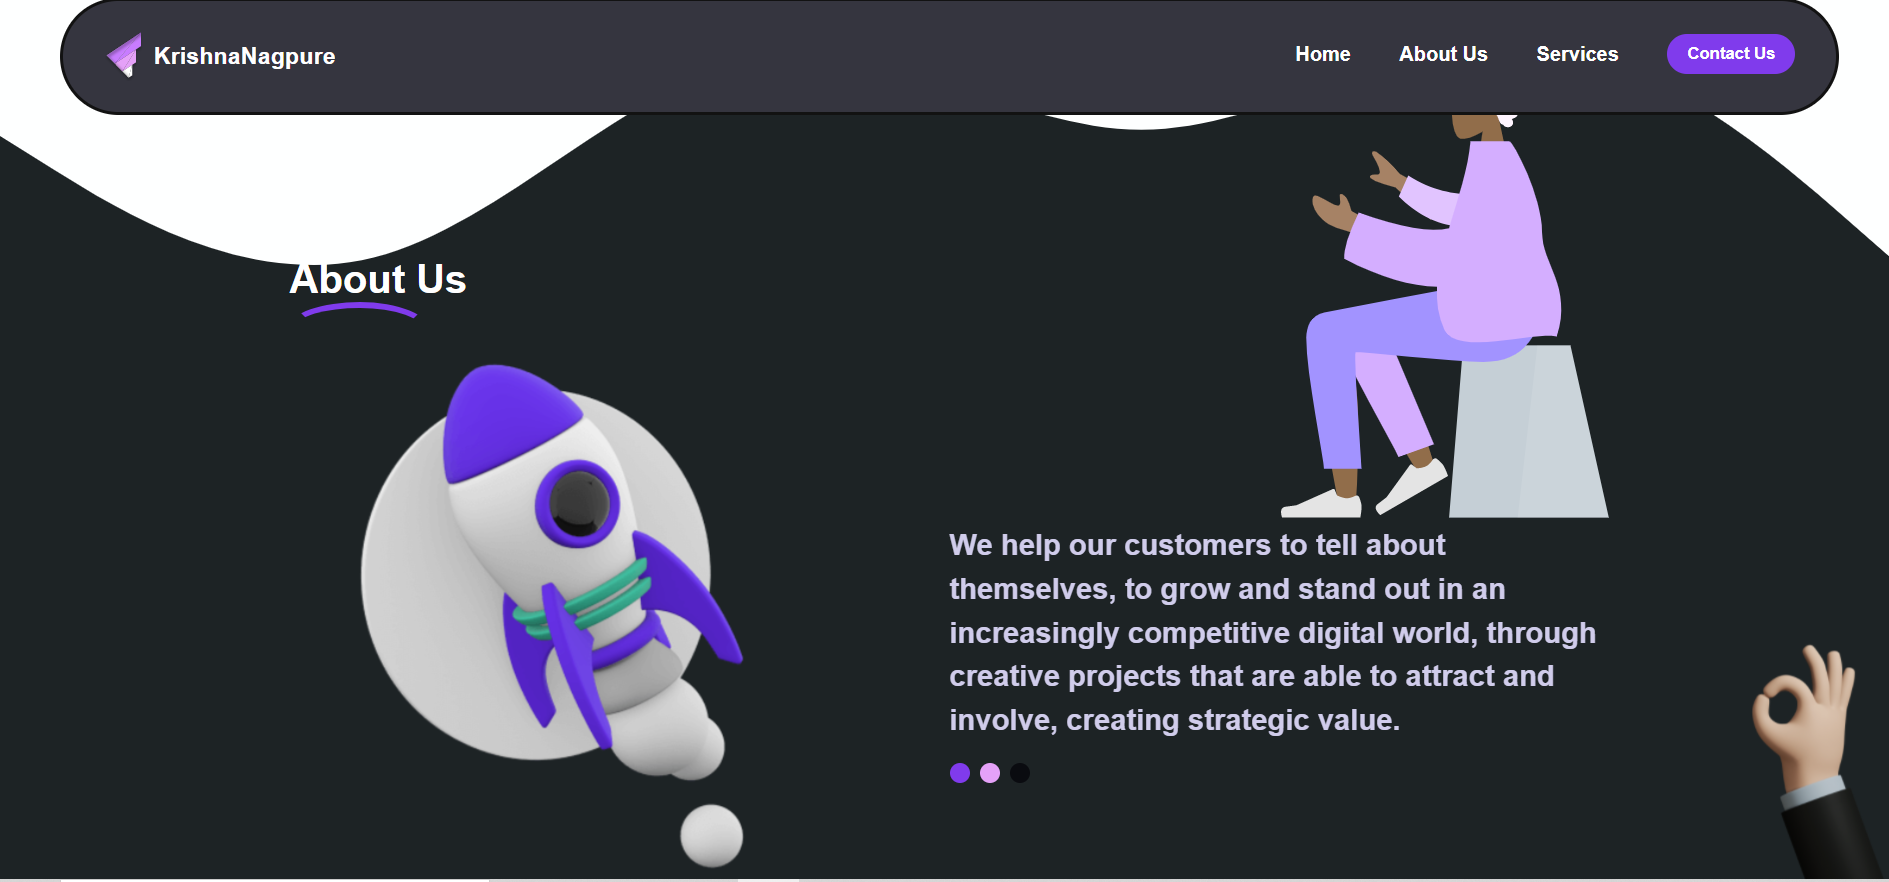 KrishnaNagpure
Home
About Us
Services
Contact Us
About Us
We help our customers to tell about
themselves, to grow and stand out in an
increasingly competitive digital world, through
creative projects that are able to attract and
involve, creating strategic value.